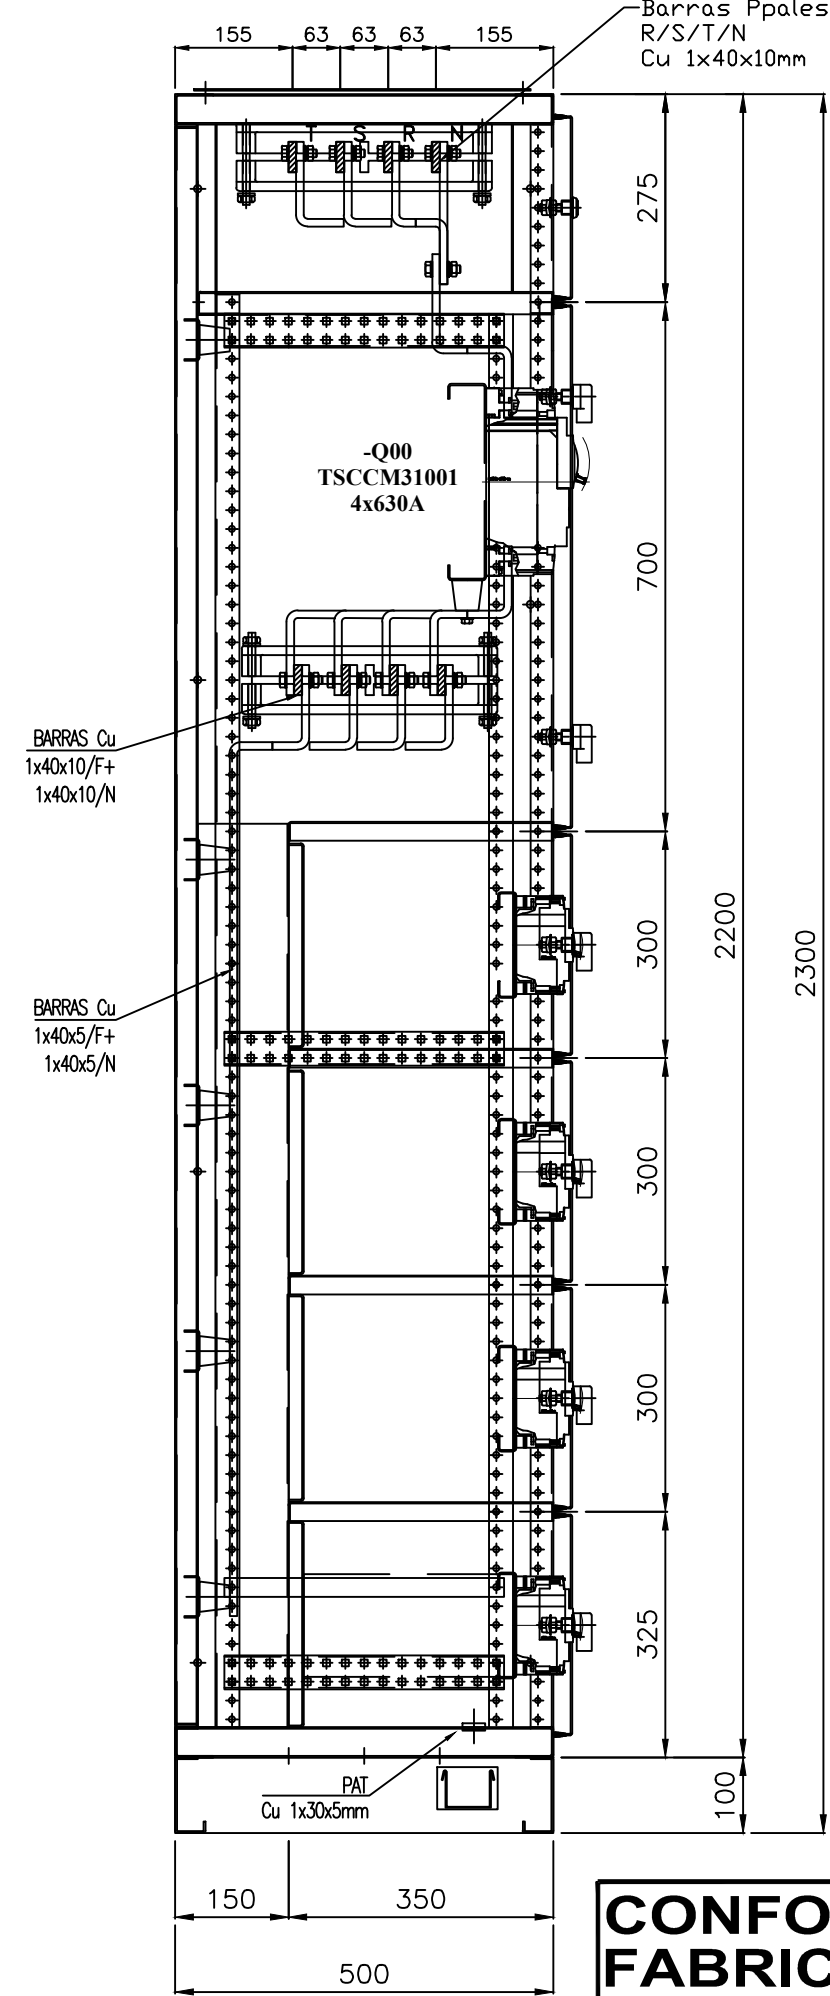 Barras Ppales
R/S/T/N
Cu 1x40x10mm
155 63 63 63 155
T S R N
275
-Q00
TSCCM31001
4x630A
700
BARRAS Cu
1x40x10/F+
1x40x10/N
300
2200
2300
BARRAS Cu
1x40x5/F+
1x40x5/N
300
300
325
PAT
Cu 1x30x5mm
100
150 350
500
CONFO
FABRIC